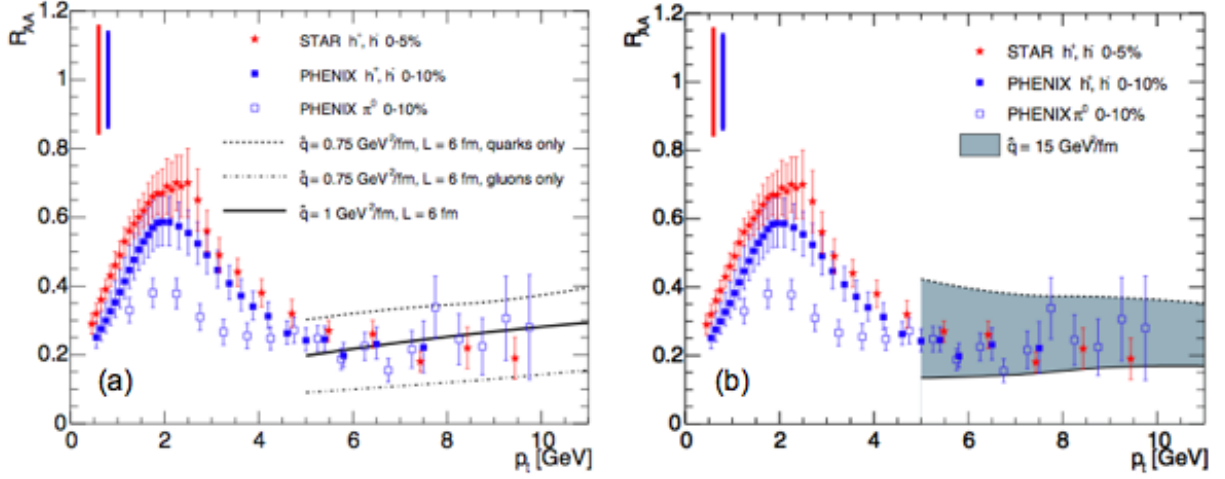 R_AA
1.2
1
0.8
0.6
0.4
0.2
0
STAR h⁺, h⁻ 0-5%
PHENIX h⁺, h⁻ 0-10%
PHENIX π⁰ 0-10%
q̂ = 0.75 GeV²/fm, L = 6 fm, quarks only
q̂ = 0.75 GeV²/fm, L = 6 fm, gluons only
q̂ = 1 GeV²/fm, L = 6 fm
(a)
0 2 4 6 8 10
p_t [GeV]
R_AA
1.2
1
0.8
0.6
0.4
0.2
0
STAR h⁺, h⁻ 0-5%
PHENIX h⁺, h⁻ 0-10%
PHENIX π⁰ 0-10%
q̂ = 15 GeV²/fm
(b)
0 2 4 6 8 10
p_t [GeV]